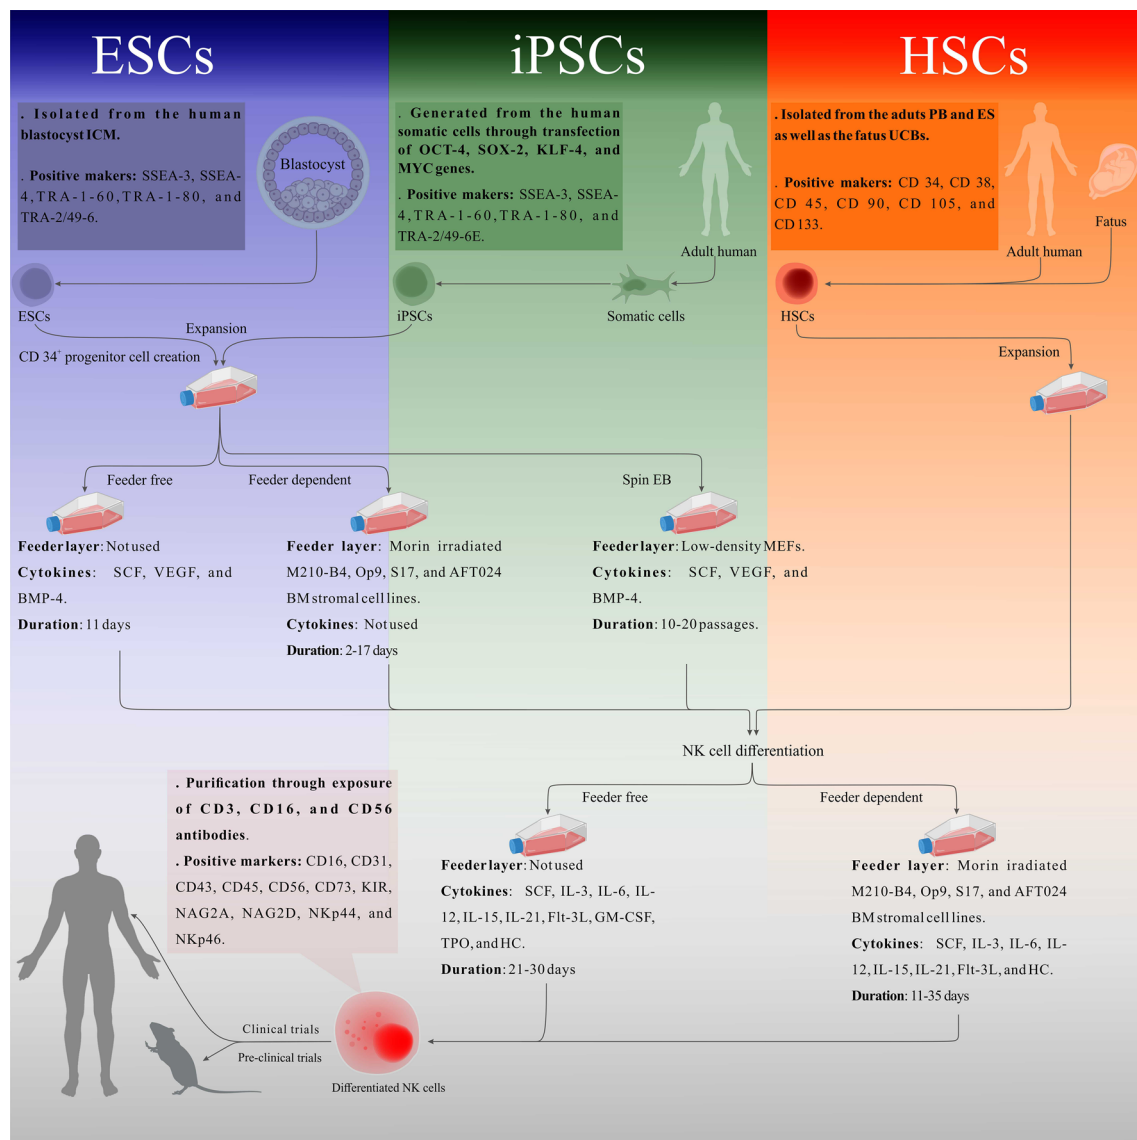 ESCs
iPSCs
HSCs
. Isolated from the human
blastocyst ICM.
. Positive makers: SSEA-3, SSEA-
4,TRA-1-60,TRA-1-80, and
TRA-2/49-6.
Blastocyst
ESCs
. Generated from the human
somatic cells through transfection
of OCT-4, SOX-2, KLF-4, and
MYC genes.
. Positive makers: SSEA-3, SSEA-
4,TRA-1-60,TRA-1-80, and
TRA-2/49-6E.
Adult human
iPSCs
Somatic cells
. Isolated from the aduts PB and ES
as well as the fatus UCBs.
. Positive makers: CD 34, CD 38,
CD 45, CD 90, CD 105, and
CD 133.
Fatus
Adult human
HSCs
Expansion
CD 34+ progenitor cell creation
Expansion
Feeder free
Feeder dependent
Spin EB
Feeder layer: Not used
Cytokines: SCF, VEGF, and
BMP-4.
Duration: 11 days
Feeder layer: Morin irradiated
M210-B4, Op9, S17, and AFT024
BM stromal cell lines.
Cytokines: Not used
Duration: 2-17 days
Feeder layer: Low-density MEFs.
Cytokines: SCF, VEGF, and
BMP-4.
Duration: 10-20 passages.
NK cell differentiation
Feeder free
Feeder dependent
Feeder layer: Not used
Cytokines: SCF, IL-3, IL-6, IL-
12, IL-15, IL-21, Flt-3L, GM-CSF,
TPO, and HC.
Duration: 21-30 days
Feeder layer: Morin irradiated
M210-B4, Op9, S17, and AFT024
BM stromal cell lines.
Cytokines: SCF, IL-3, IL-6, IL-
12, IL-15, IL-21, Flt-3L, and HC.
Duration: 11-35 days
. Purification through exposure
of CD3, CD16, and CD56
antibodies.
. Positive markers: CD16, CD31,
CD43, CD45, CD56, CD73, KIR,
NAG2A, NAG2D, NKp44, and
NKp46.
Clinical trials
Pre-clinical trials
Differentiated NK cells